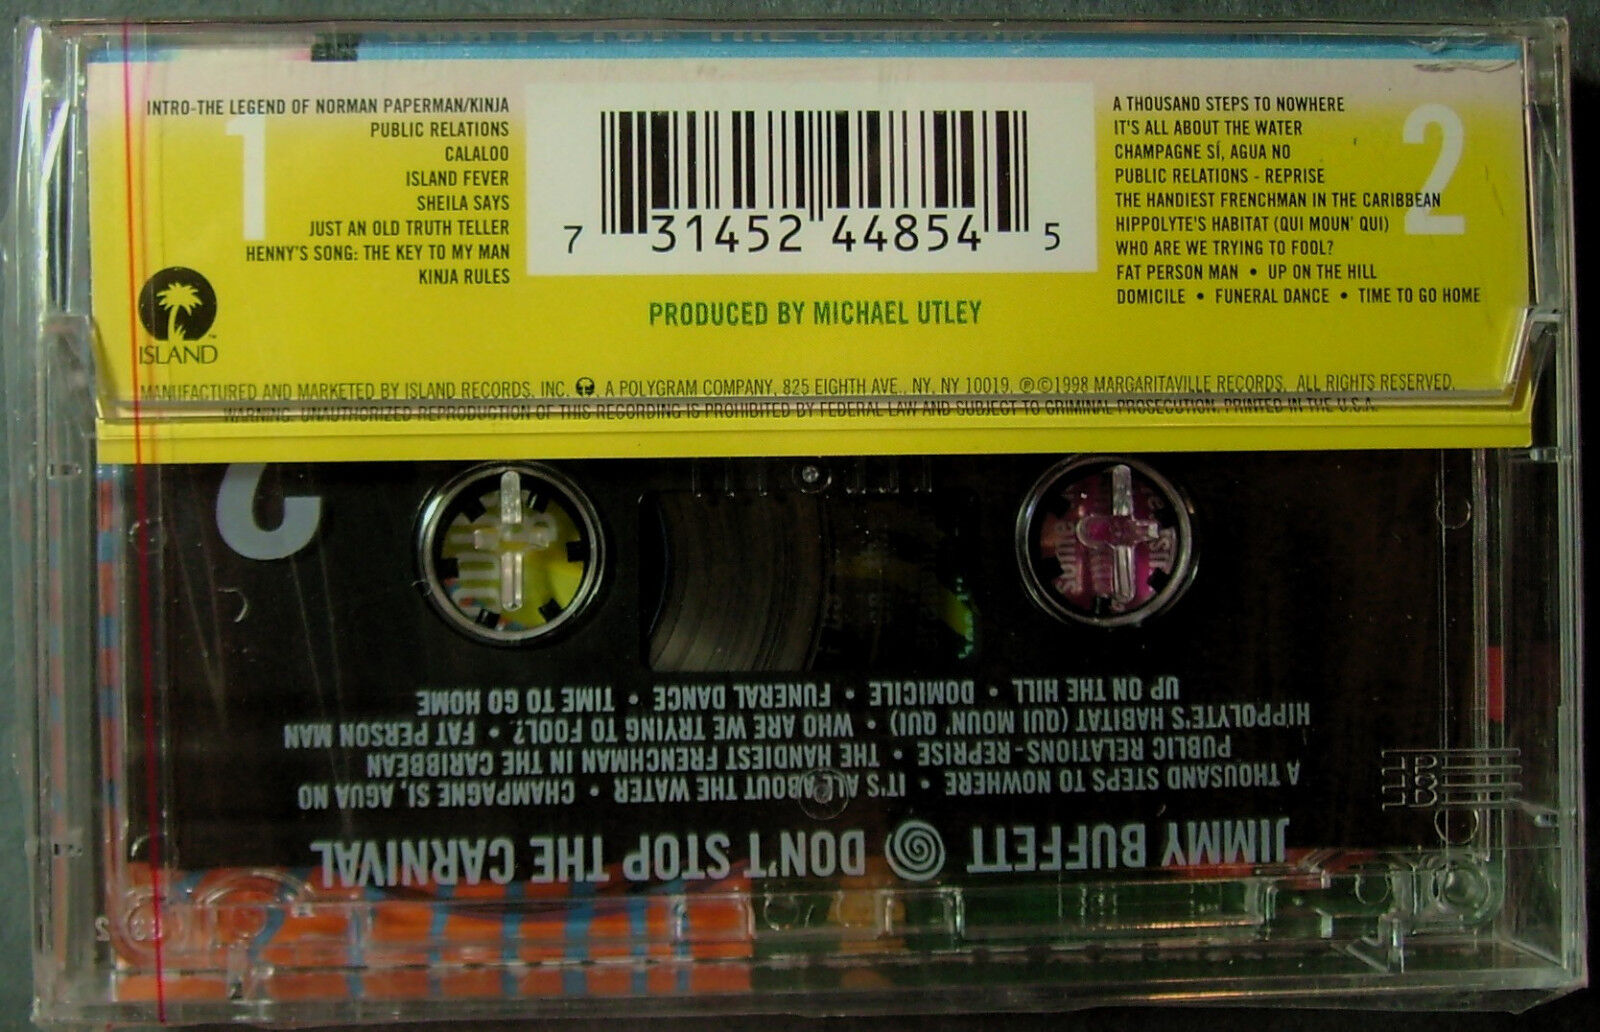 INTRO-THE LEGEND OF NORMAN PAPERMAN/KINJA
PUBLIC RELATIONS
CALALOO
ISLAND FEVER
SHEILA SAYS
JUST AN OLD TRUTH TELLER
HENNY'S SONG: THE KEY TO MY MAN
KINJA RULES
1
ISLAND
7 31452 44854 5
PRODUCED BY MICHAEL UTLEY
A THOUSAND STEPS TO NOWHERE
IT'S ALL ABOUT THE WATER
CHAMPAGNE SÍ, AGUA NO
PUBLIC RELATIONS - REPRISE
THE HANDIEST FRENCHMAN IN THE CARIBBEAN
HIPPOLYTE'S HABITAT (QUI MOUN' QUI)
WHO ARE WE TRYING TO FOOL?
FAT PERSON MAN • UP ON THE HILL
DOMICILE • FUNERAL DANCE • TIME TO GO HOME
2
MANUFACTURED AND MARKETED BY ISLAND RECORDS, INC. A POLYGRAM COMPANY, 825 EIGHTH AVE., NY, NY 10019. ℗©1998 MARGARITAVILLE RECORDS. ALL RIGHTS RESERVED.
WARNING. UNAUTHORIZED REPRODUCTION OF THIS RECORDING IS PROHIBITED BY FEDERAL LAW AND SUBJECT TO CRIMINAL PROSECUTION. PRINTED IN THE U.S.A.
JIMMY BUFFETT DON'T STOP THE CARNIVAL
A THOUSAND STEPS TO NOWHERE • IT'S ALL ABOUT THE WATER • CHAMPAGNE SI, AGUA NO
PUBLIC RELATIONS-REPRISE • THE HANDIEST FRENCHMAN IN THE CARIBBEAN
HIPPOLYTE'S HABITAT (QUI MOUN' QUI) • WHO ARE WE TRYING TO FOOL? • FAT PERSON MAN
UP ON THE HILL • DOMICILE • FUNERAL DANCE • TIME TO GO HOME
2
some